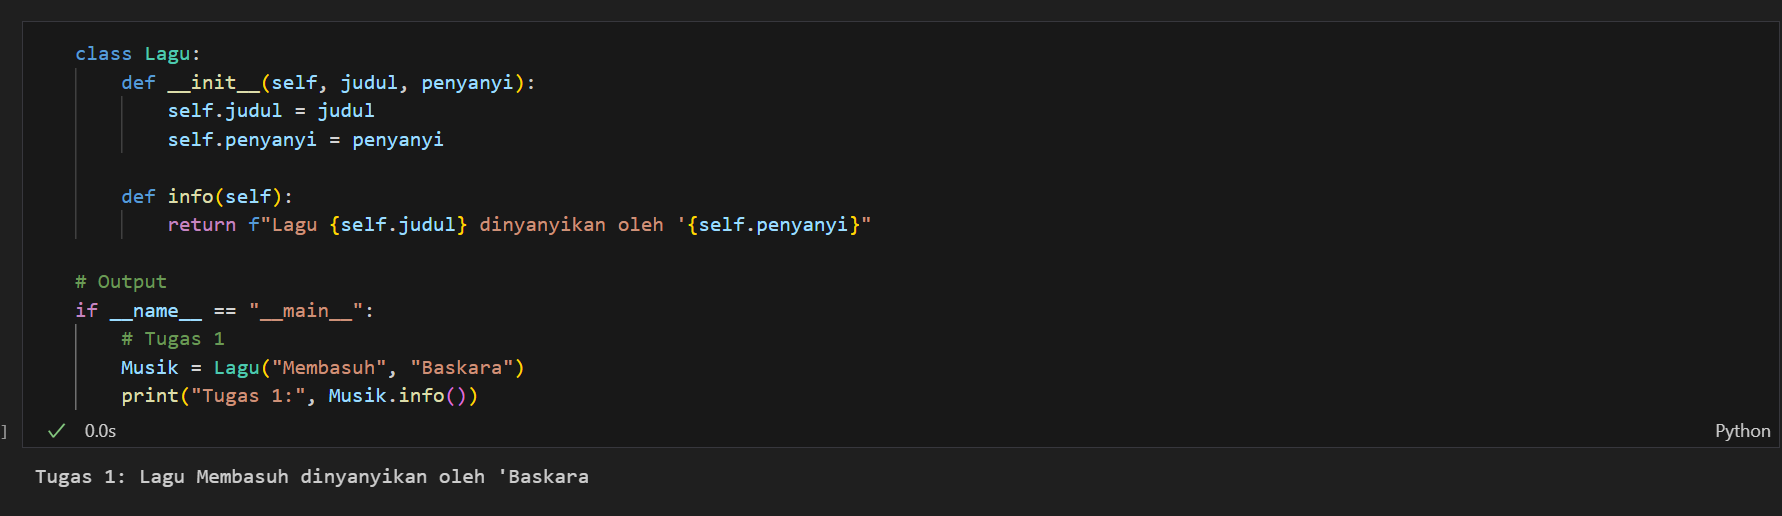 class Lagu:
    def __init__(self, judul, penyanyi):
        self.judul = judul
        self.penyanyi = penyanyi

    def info(self):
        return f"Lagu {self.judul} dinyanyikan oleh '{self.penyanyi}"

# Output
if __name__ == "__main__":
    # Tugas 1
    Musik = Lagu("Membasuh", "Baskara")
    print("Tugas 1:", Musik.info())
] ✓ 0.0s Python
Tugas 1: Lagu Membasuh dinyanyikan oleh 'Baskara